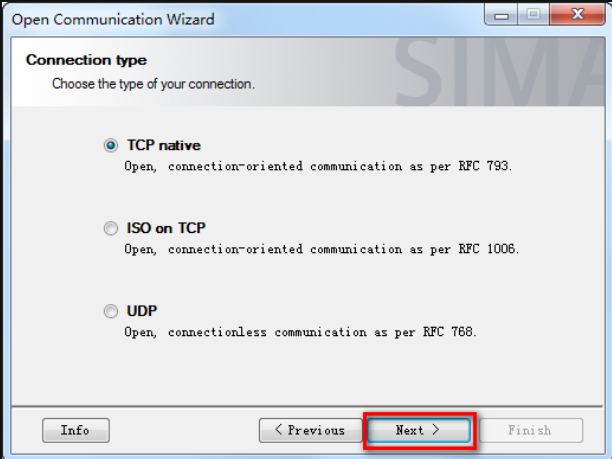 Open Communication Wizard
Connection type
Choose the type of your connection.
SIMA
TCP native
Open, connection-oriented communication as per RFC 793.
ISO on TCP
Open, connection-oriented communication as per RFC 1006.
UDP
Open, connectionless communication as per RFC 768.
Info
< Previous
Next >
Finish